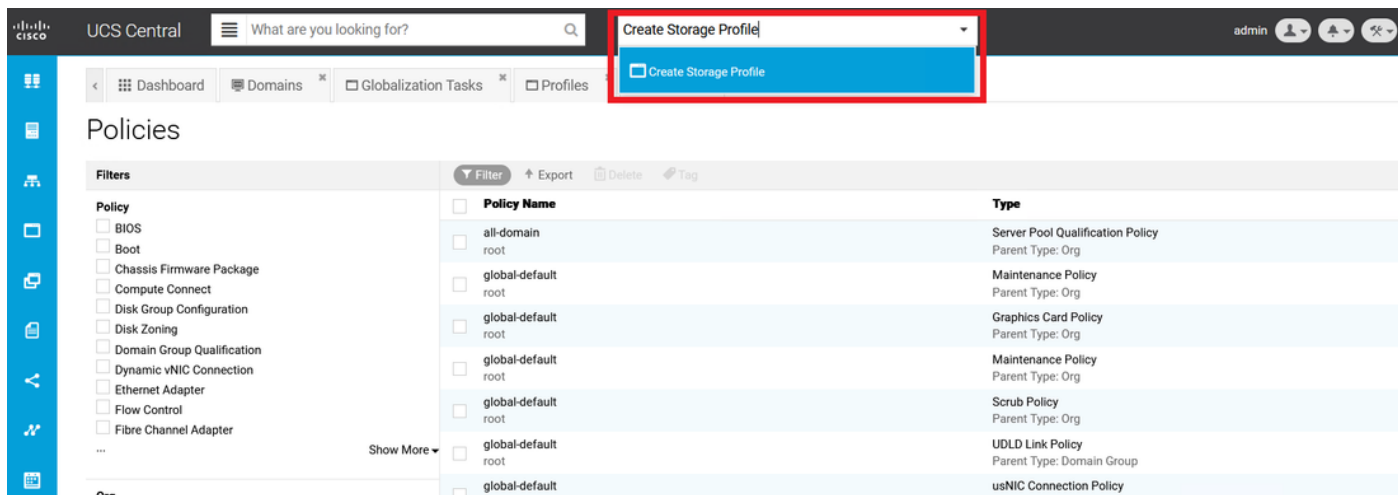 CISCO
UCS Central
What are you looking for?
Create Storage Profile
admin
Create Storage Profile
Dashboard
Domains
Globalization Tasks
Profiles
Policies
Filters
Filter
Export
Delete
Tag
Policy
BIOS
Boot
Chassis Firmware Package
Compute Connect
Disk Group Configuration
Disk Zoning
Domain Group Qualification
Dynamic vNIC Connection
Ethernet Adapter
Flow Control
Fibre Channel Adapter
...
Show More
Org
Policy Name
Type
all-domain
Server Pool Qualification Policy
root
Parent Type: Org
global-default
Maintenance Policy
root
Parent Type: Org
global-default
Graphics Card Policy
root
Parent Type: Org
global-default
Maintenance Policy
root
Parent Type: Org
global-default
Scrub Policy
root
Parent Type: Org
global-default
UDLD Link Policy
root
Parent Type: Domain Group
global-default
usNIC Connection Policy